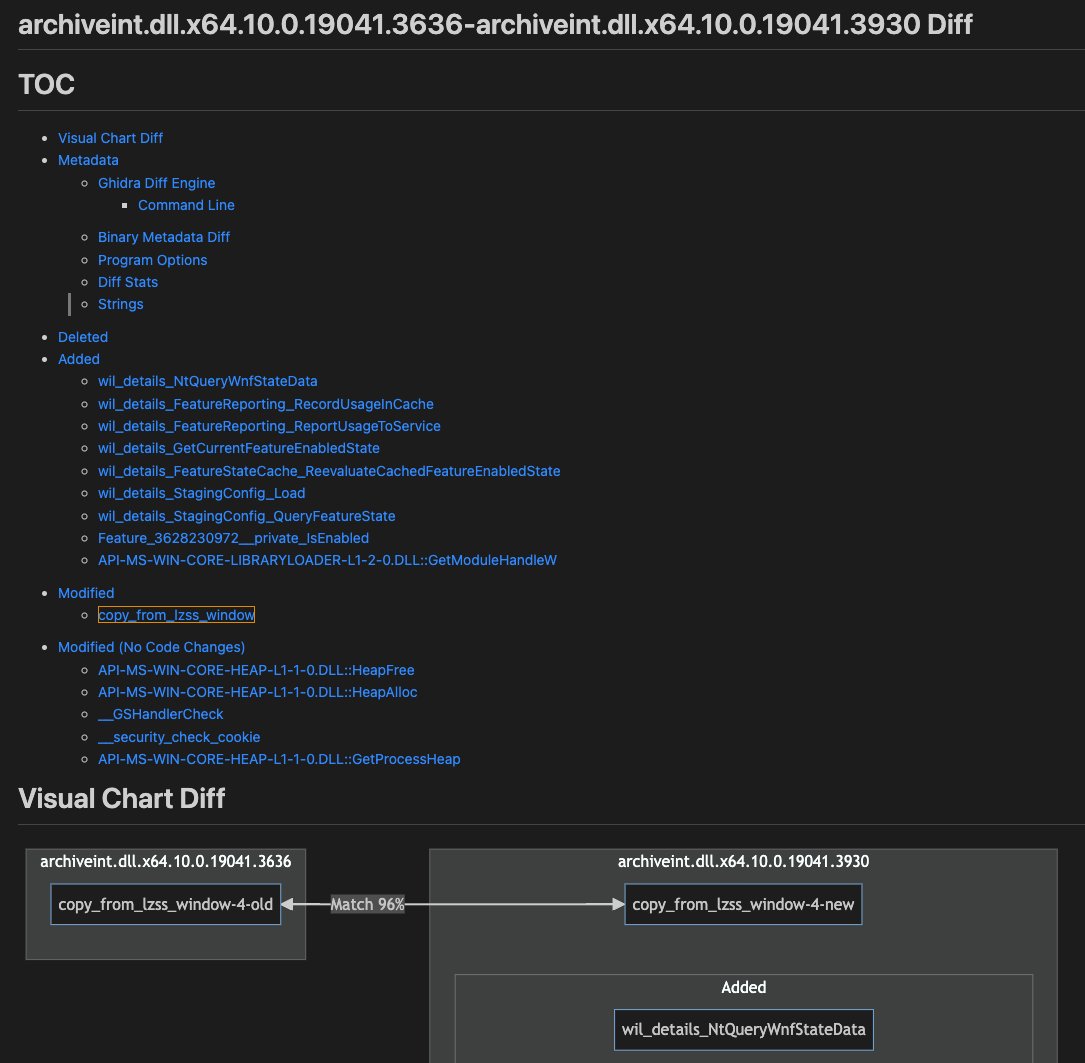 archiveint.dll.x64.10.0.19041.3636-archiveint.dll.x64.10.0.19041.3930 Diff
TOC
Visual Chart Diff
Metadata
Ghidra Diff Engine
Command Line
Binary Metadata Diff
Program Options
Diff Stats
Strings
Deleted
Added
wil_details_NtQueryWnfStateData
wil_details_FeatureReporting_RecordUsageInCache
wil_details_FeatureReporting_ReportUsageToService
wil_details_GetCurrentFeatureEnabledState
wil_details_FeatureStateCache_ReevaluateCachedFeatureEnabledState
wil_details_StagingConfig_Load
wil_details_StagingConfig_QueryFeatureState
Feature_3628230972__private_IsEnabled
API-MS-WIN-CORE-LIBRARYLOADER-L1-2-0.DLL::GetModuleHandleW
Modified
copy_from_lzss_window
Modified (No Code Changes)
API-MS-WIN-CORE-HEAP-L1-1-0.DLL::HeapFree
API-MS-WIN-CORE-HEAP-L1-1-0.DLL::HeapAlloc
__GSHandlerCheck
__security_check_cookie
API-MS-WIN-CORE-HEAP-L1-1-0.DLL::GetProcessHeap
Visual Chart Diff
archiveint.dll.x64.10.0.19041.3636
archiveint.dll.x64.10.0.19041.3930
copy_from_lzss_window-4-old
Match 96%
copy_from_lzss_window-4-new
Added
wil_details_NtQueryWnfStateData